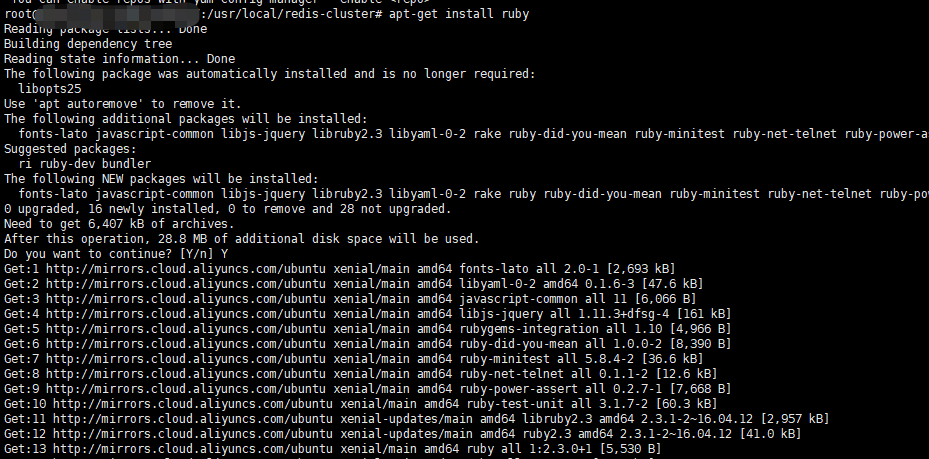 You can enable repos with yum-config-manager --enable <repo>
root@ :/usr/local/redis-cluster# apt-get install ruby
Reading package lists... Done
Building dependency tree
Reading state information... Done
The following package was automatically installed and is no longer required:
  libopts25
Use 'apt autoremove' to remove it.
The following additional packages will be installed:
  fonts-lato javascript-common libjs-jquery libruby2.3 libyaml-0-2 rake ruby-did-you-mean ruby-minitest ruby-net-telnet ruby-power-a
Suggested packages:
  ri ruby-dev bundler
The following NEW packages will be installed:
  fonts-lato javascript-common libjs-jquery libruby2.3 libyaml-0-2 rake ruby ruby-did-you-mean ruby-minitest ruby-net-telnet ruby-po
0 upgraded, 16 newly installed, 0 to remove and 28 not upgraded.
Need to get 6,407 kB of archives.
After this operation, 28.8 MB of additional disk space will be used.
Do you want to continue? [Y/n] Y
Get:1 http://mirrors.cloud.aliyuncs.com/ubuntu xenial/main amd64 fonts-lato all 2.0-1 [2,693 kB]
Get:2 http://mirrors.cloud.aliyuncs.com/ubuntu xenial/main amd64 libyaml-0-2 amd64 0.1.6-3 [47.6 kB]
Get:3 http://mirrors.cloud.aliyuncs.com/ubuntu xenial/main amd64 javascript-common all 11 [6,066 B]
Get:4 http://mirrors.cloud.aliyuncs.com/ubuntu xenial/main amd64 libjs-jquery all 1.11.3+dfsg-4 [161 kB]
Get:5 http://mirrors.cloud.aliyuncs.com/ubuntu xenial/main amd64 rubygems-integration all 1.10 [4,966 B]
Get:6 http://mirrors.cloud.aliyuncs.com/ubuntu xenial/main amd64 ruby-did-you-mean all 1.0.0-2 [8,390 B]
Get:7 http://mirrors.cloud.aliyuncs.com/ubuntu xenial/main amd64 ruby-minitest all 5.8.4-2 [36.6 kB]
Get:8 http://mirrors.cloud.aliyuncs.com/ubuntu xenial/main amd64 ruby-net-telnet all 0.1.1-2 [12.6 kB]
Get:9 http://mirrors.cloud.aliyuncs.com/ubuntu xenial/main amd64 ruby-power-assert all 0.2.7-1 [7,668 B]
Get:10 http://mirrors.cloud.aliyuncs.com/ubuntu xenial/main amd64 ruby-test-unit all 3.1.7-2 [60.3 kB]
Get:11 http://mirrors.cloud.aliyuncs.com/ubuntu xenial-updates/main amd64 libruby2.3 amd64 2.3.1-2~16.04.12 [2,957 kB]
Get:12 http://mirrors.cloud.aliyuncs.com/ubuntu xenial-updates/main amd64 ruby2.3 amd64 2.3.1-2~16.04.12 [41.0 kB]
Get:13 http://mirrors.cloud.aliyuncs.com/ubuntu xenial/main amd64 ruby all 1:2.3.0+1 [5,530 B]